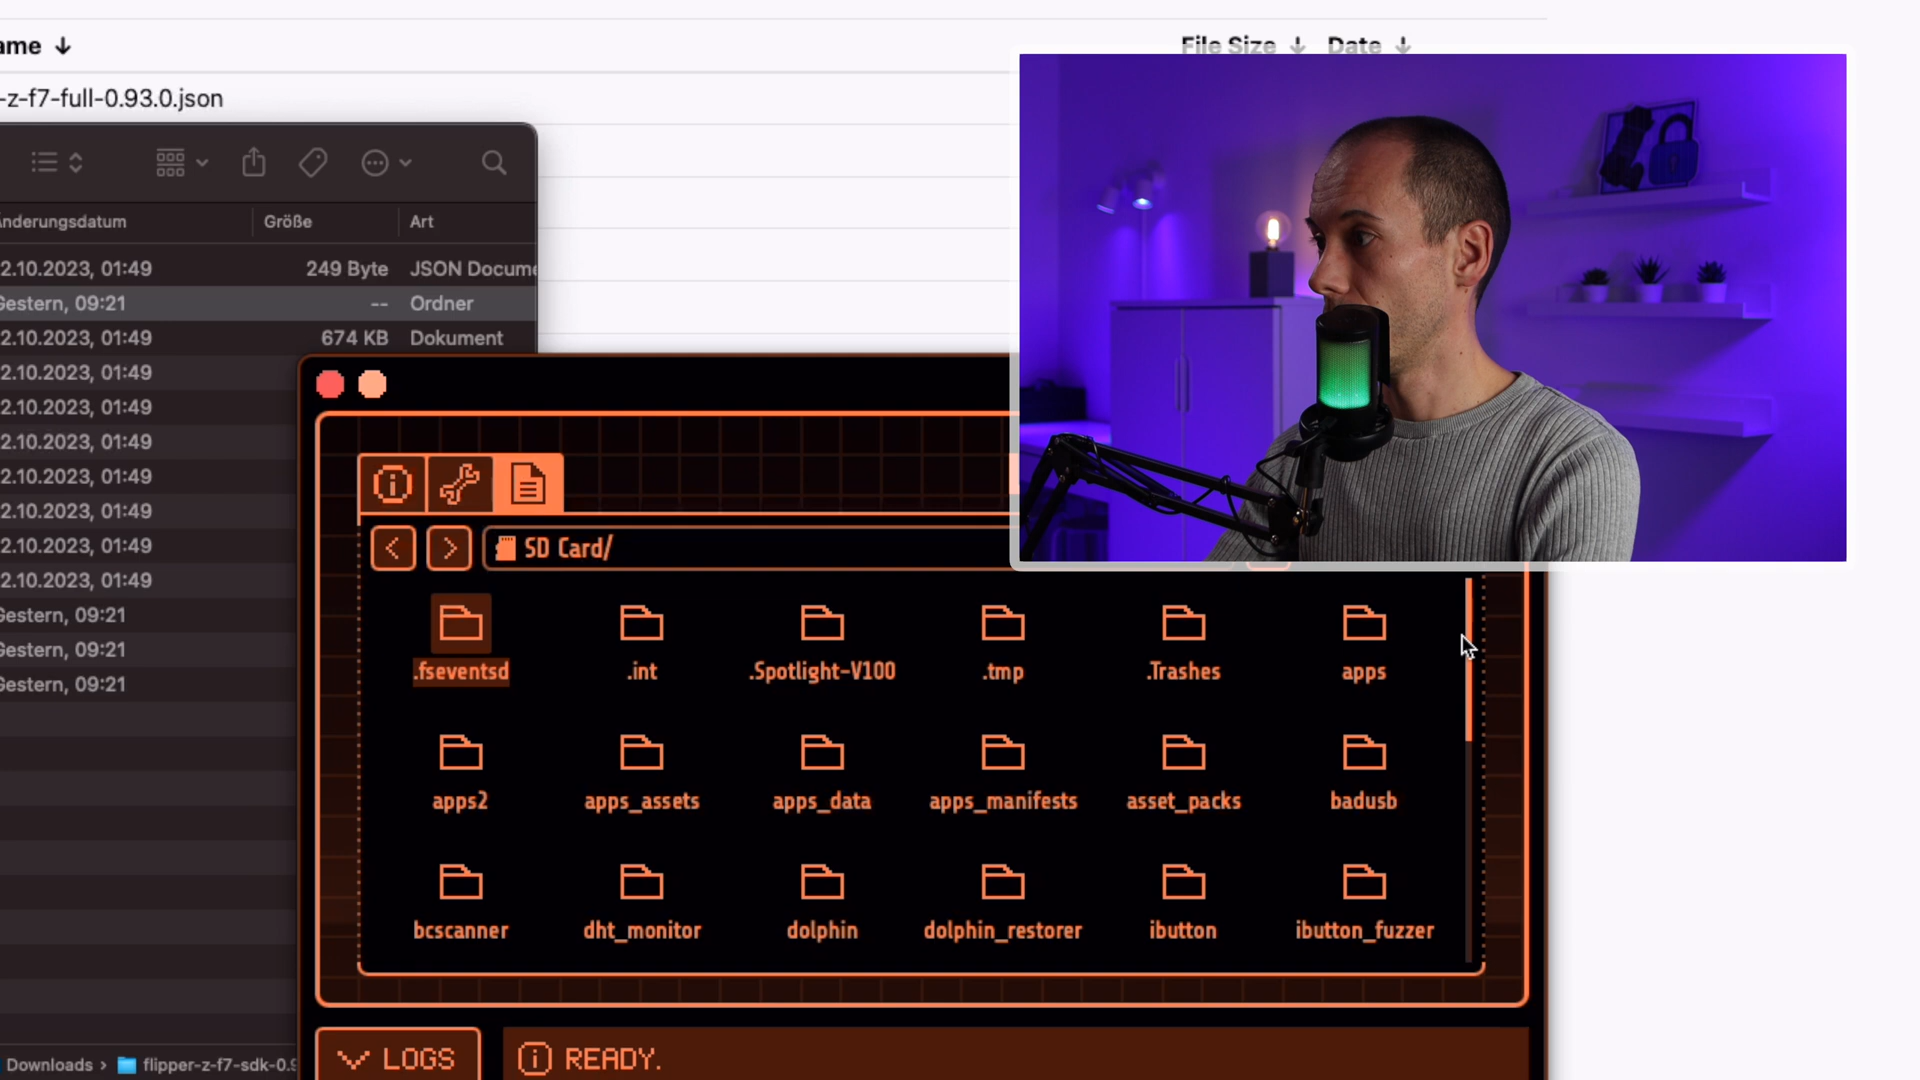 ame ↓
File Size ↓ Date ↓
-z-f7-full-0.93.0.json
Änderungsdatum Größe Art
2.10.2023, 01:49 249 Byte JSON Docume
Gestern, 09:21 -- Ordner
2.10.2023, 01:49 674 KB Dokument
2.10.2023, 01:49
2.10.2023, 01:49
2.10.2023, 01:49
2.10.2023, 01:49
2.10.2023, 01:49
2.10.2023, 01:49
2.10.2023, 01:49
Gestern, 09:21
Gestern, 09:21
Gestern, 09:21
SD Card/
.fseventsd .int .Spotlight-V100 .tmp .Trashes apps
apps2 apps_assets apps_data apps_manifests asset_packs badusb
bcscanner dht_monitor dolphin dolphin_restorer ibutton ibutton_fuzzer
Downloads › flipper-z-f7-sdk-0.9
LOGS
READY.